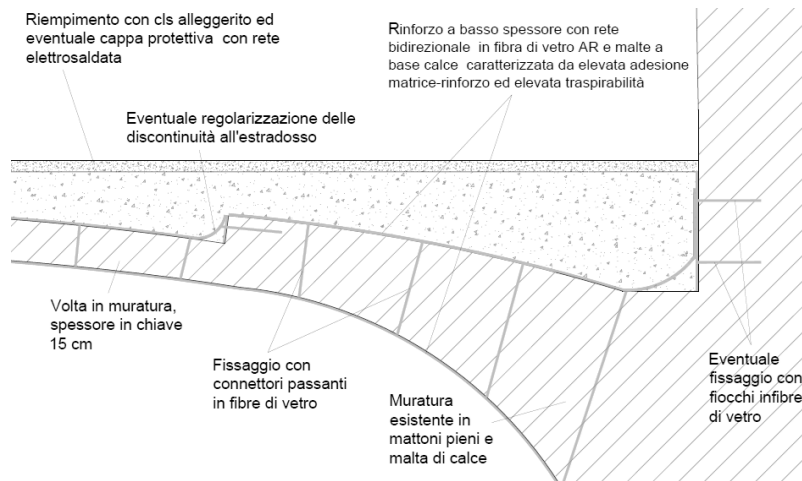 Riempimento con cls alleggerito ed
eventuale cappa protettiva con rete
elettrosaldata
Rinforzo a basso spessore con rete
bidirezionale in fibra di vetro AR e malte a
base calce caratterizzata da elevata adesione
matrice-rinforzo ed elevata traspirabilità
Eventuale regolarizzazione delle
discontinuità all'estradosso
Volta in muratura,
spessore in chiave
15 cm
Fissaggio con
connettori passanti
in fibre di vetro
Muratura
esistente in
mattoni pieni e
malta di calce
Eventuale
fissaggio con
fiocchi infibre
di vetro